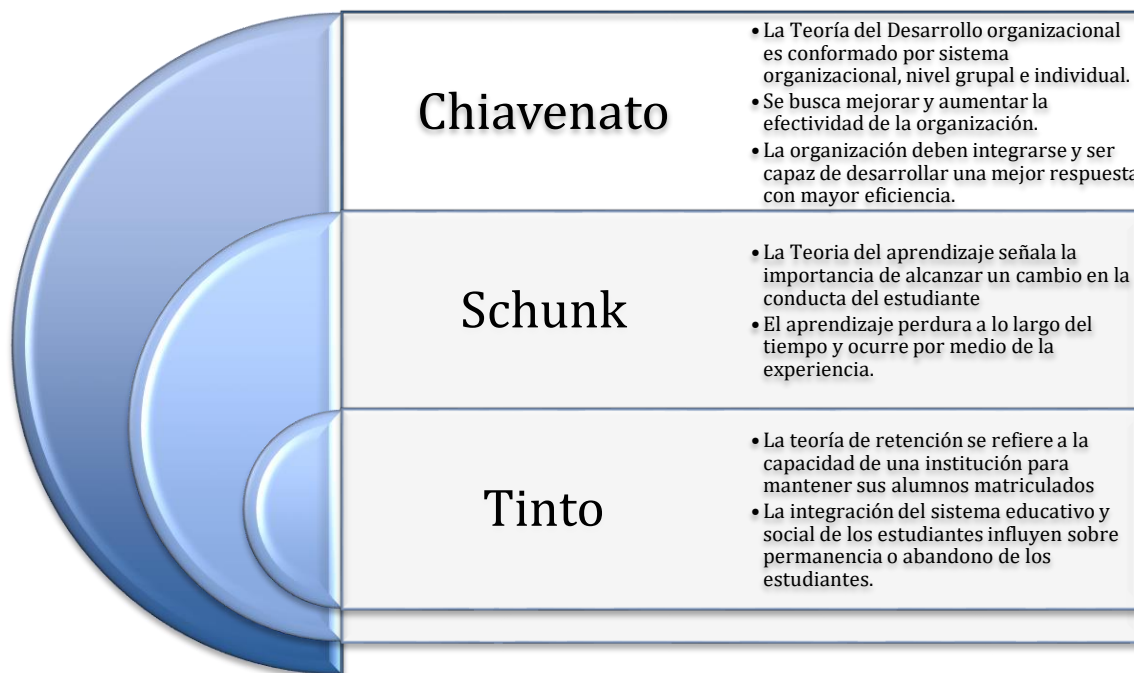 Chiavenato
• La Teoría del Desarrollo organizacional
es conformado por sistema
organizacional, nivel grupal e individual.
• Se busca mejorar y aumentar la
efectividad de la organización.
• La organización deben integrarse y ser
capaz de desarrollar una mejor respuesta
con mayor eficiencia.
Schunk
• La Teoria del aprendizaje señala la
importancia de alcanzar un cambio en la
conducta del estudiante
• El aprendizaje perdura a lo largo del
tiempo y ocurre por medio de la
experiencia.
Tinto
• La teoría de retención se refiere a la
capacidad de una institución para
mantener sus alumnos matriculados
• La integración del sistema educativo y
social de los estudiantes influyen sobre
permanencia o abandono de los
estudiantes.